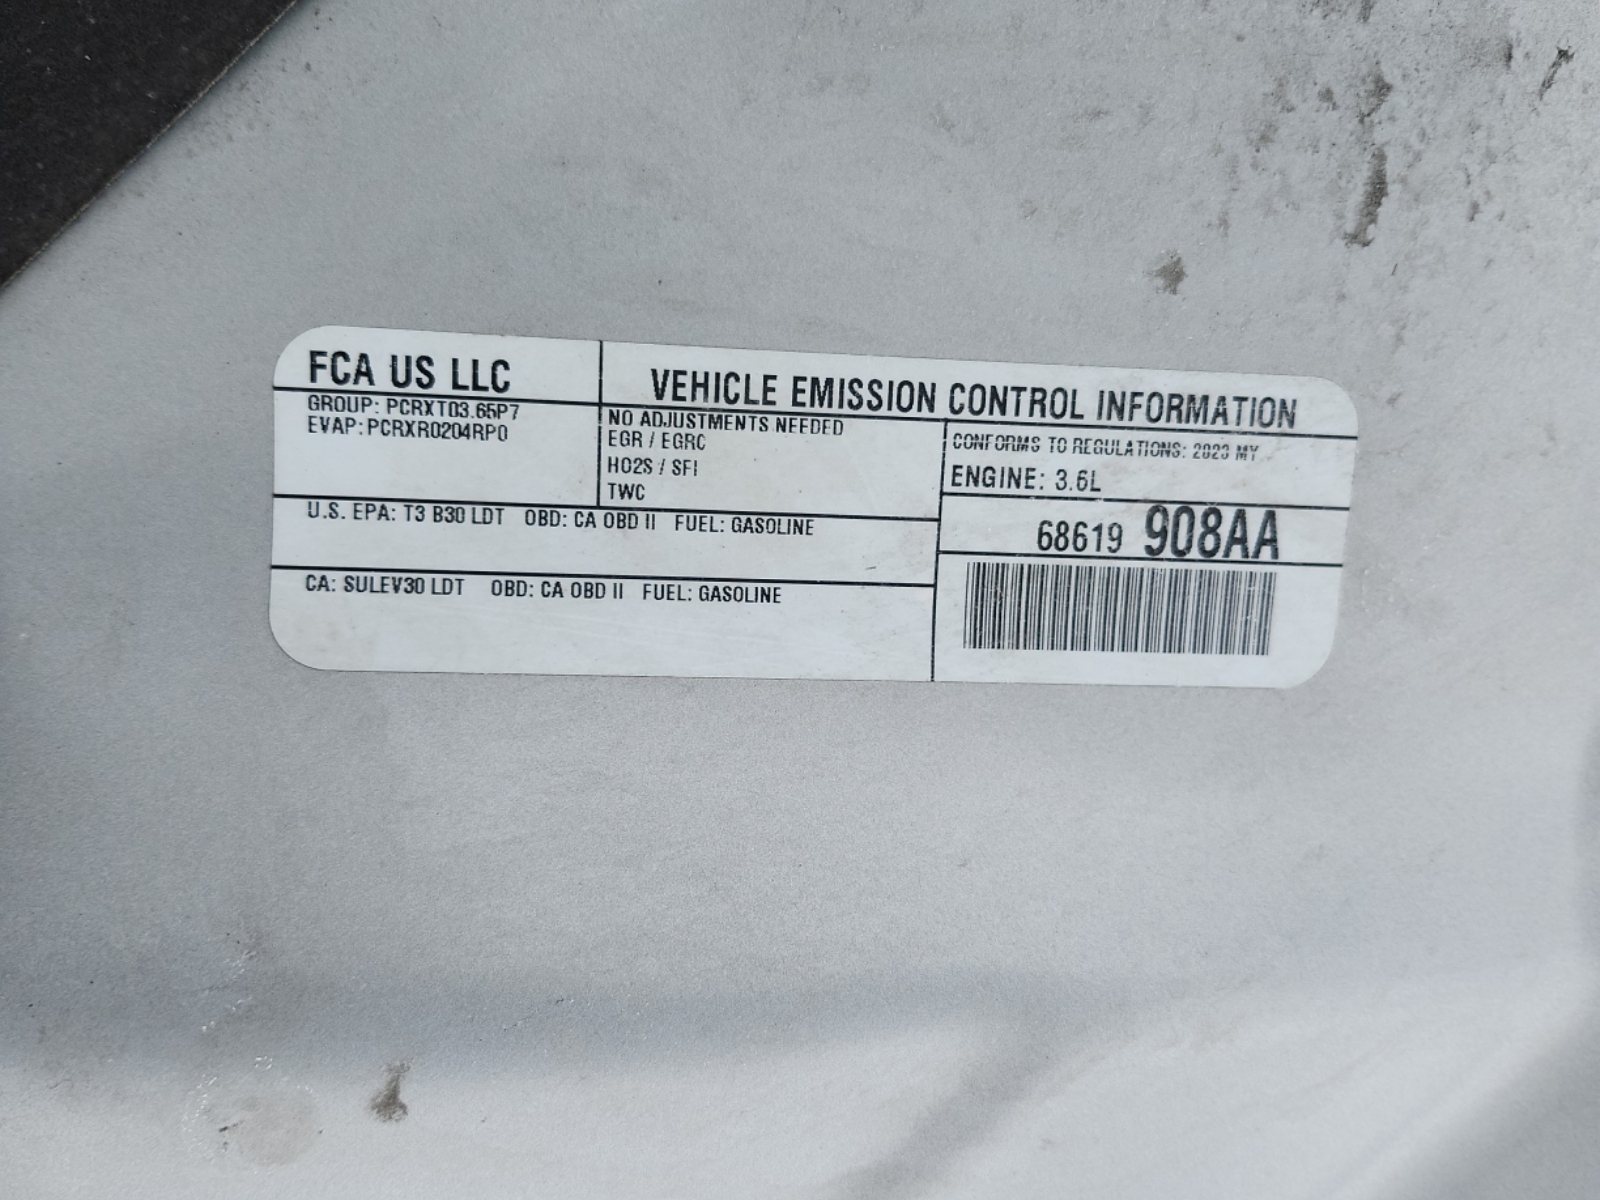 FCA US LLC
VEHICLE EMISSION CONTROL INFORMATION
GROUP: PCRXT03.65P7
EVAP: PCRXR0204RP0
NO ADJUSTMENTS NEEDED
EGR / EGRC
HO2S / SFI
TWC
CONFORMS TO REGULATIONS: 2023 MY
ENGINE: 3.6L
U.S. EPA: T3 B30 LDT OBD: CA OBD II FUEL: GASOLINE
68619 908AA
CA: SULEV30 LDT OBD: CA OBD II FUEL: GASOLINE